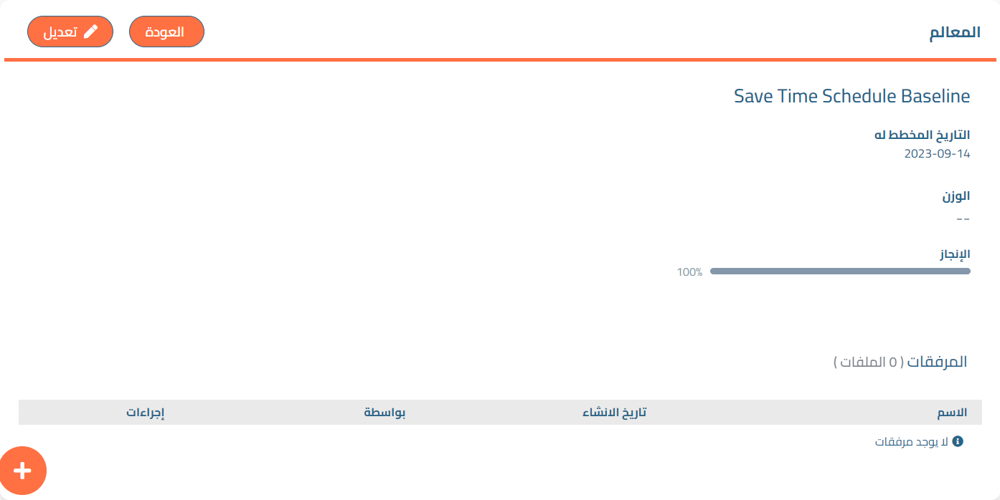 المعالم
العودة
تعديل
Save Time Schedule Baseline
التاريخ المخطط له
2023-09-14
الوزن
--
الإنجاز
100%
المرفقات ( 0 الملفات )
الاسم تاريخ الانشاء بواسطة إجراءات
لا يوجد مرفقات